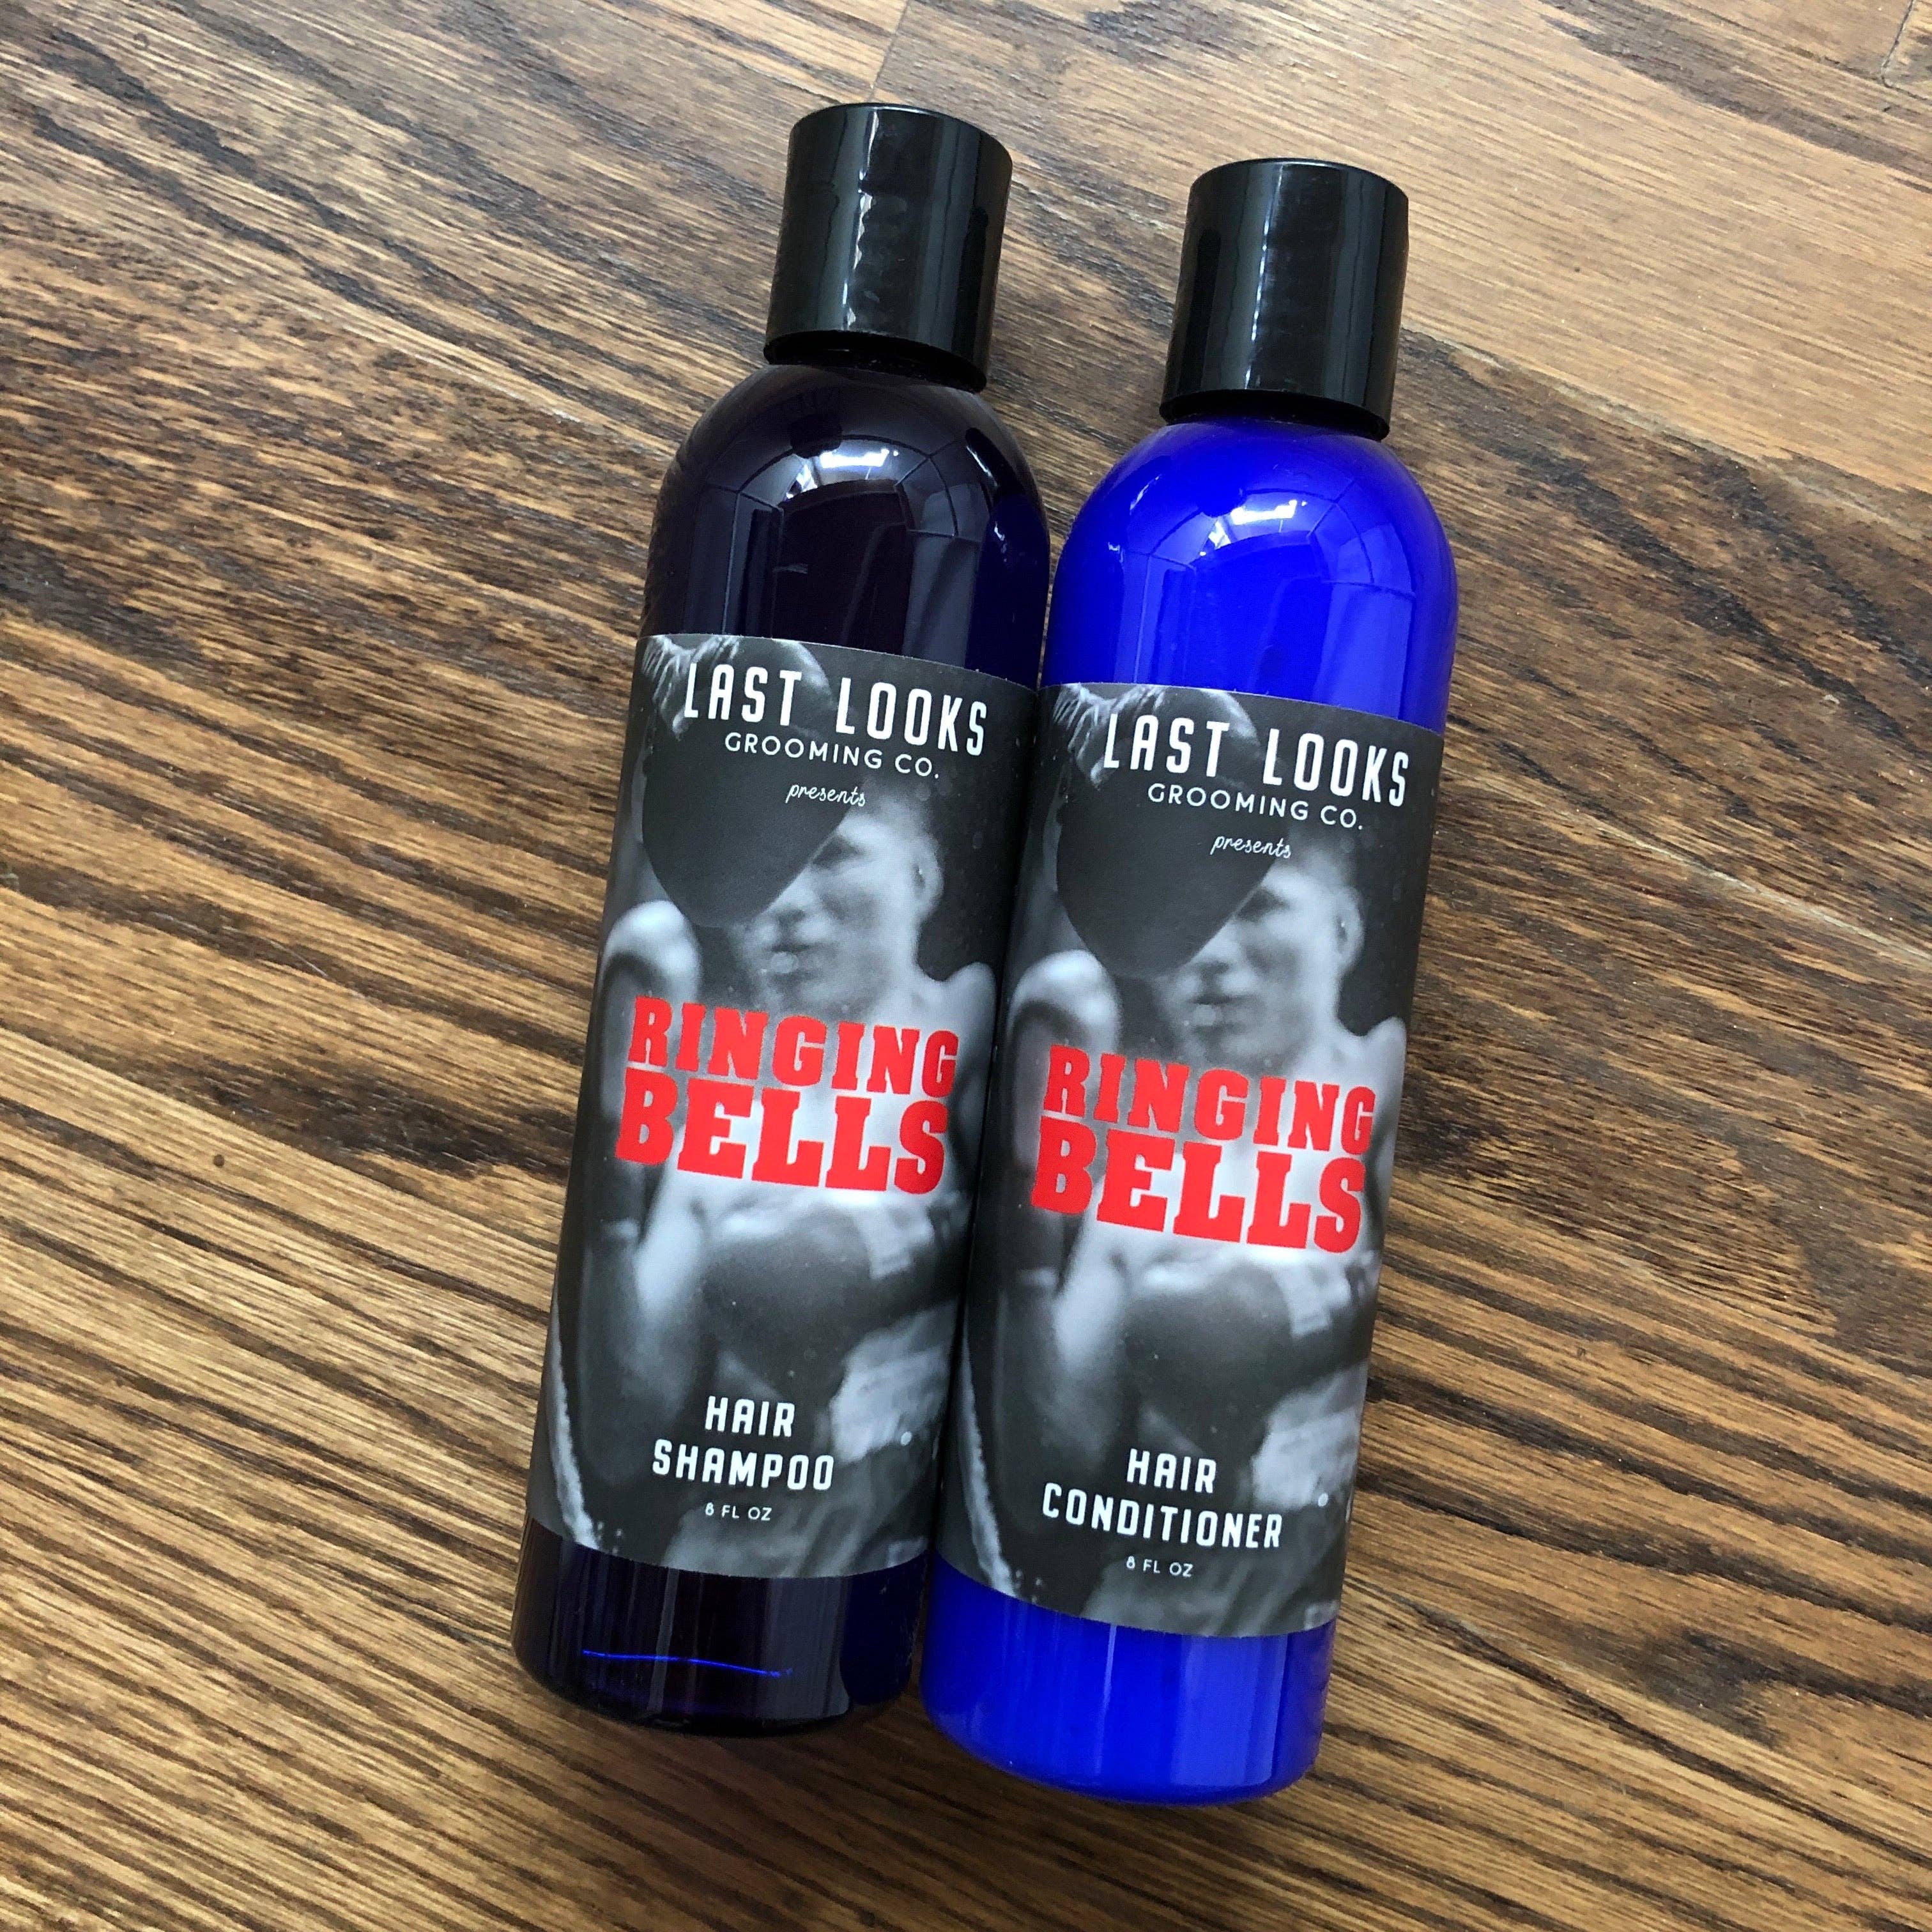 LAST LOOKS
GROOMING CO.
presents
RINGING
BELLS
HAIR
SHAMPOO
8 FL OZ
LAST LOOKS
GROOMING CO.
presents
RINGING
BELLS
HAIR
CONDITIONER
8 FL OZ